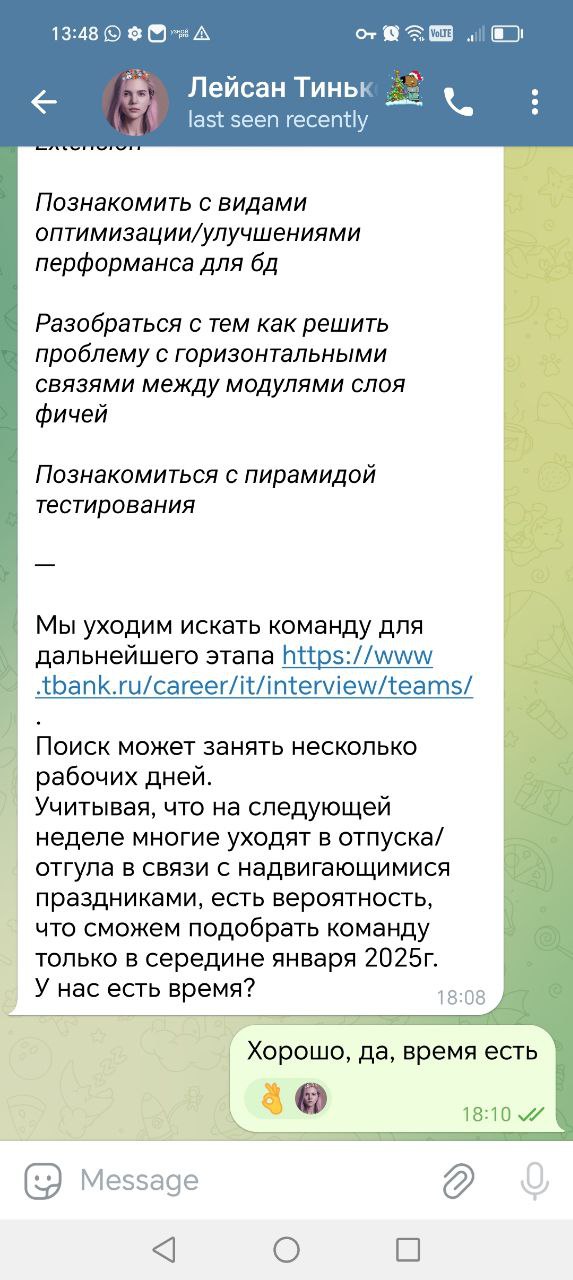 13:48
VoLTE
Лейсан Тиньк
last seen recently
Extension
Познакомить с видами
оптимизации/улучшениями
перформанса для бд
Разобраться с тем как решить
проблему с горизонтальными
связями между модулями слоя
фичей
Познакомиться с пирамидой
тестирования
—
Мы уходим искать команду для
дальнейшего этапа https://www
.tbank.ru/career/it/interview/teams/
.
Поиск может занять несколько
рабочих дней.
Учитывая, что на следующей
неделе многие уходят в отпуска/
отгула в связи с надвигающимися
праздниками, есть вероятность,
что сможем подобрать команду
только в середине января 2025г.
У нас есть время?
18:08
Хорошо, да, время есть
18:10
Message